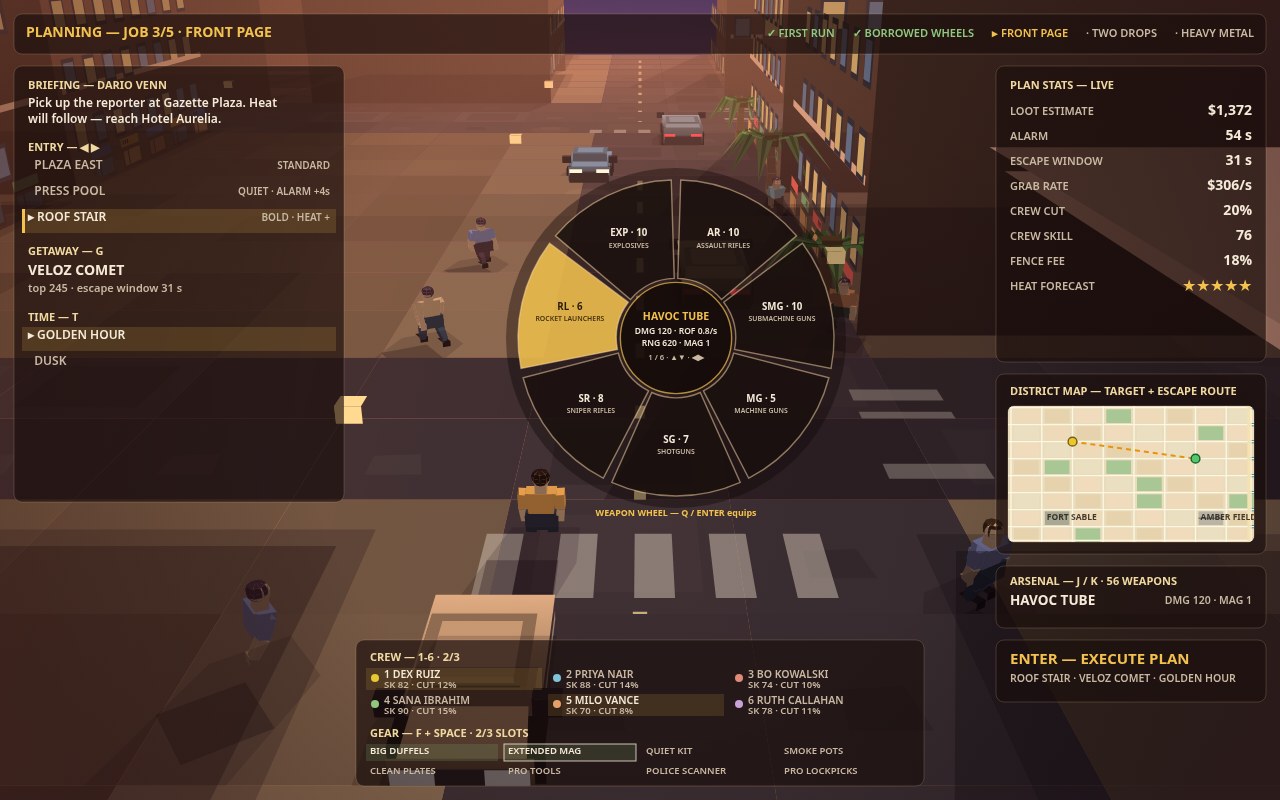 PLANNING — JOB 3/5 · FRONT PAGE
✓ FIRST RUN ✓ BORROWED WHEELS ▸ FRONT PAGE · TWO DROPS · HEAVY METAL
BRIEFING — DARIO VENN
Pick up the reporter at Gazette Plaza. Heat
will follow — reach Hotel Aurelia.
ENTRY — ◀ ▶
PLAZA EAST STANDARD
PRESS POOL QUIET · ALARM +4s
▸ ROOF STAIR BOLD · HEAT +
GETAWAY — G
VELOZ COMET
top 245 · escape window 31 s
TIME — T
▸ GOLDEN HOUR
DUSK
EXP · 10
EXPLOSIVES
AR · 10
ASSAULT RIFLES
RL · 6
ROCKET LAUNCHERS
SMG · 10
SUBMACHINE GUNS
HAVOC TUBE
DMG 120 · ROF 0.8/s
RNG 620 · MAG 1
1 / 6 · ▲▼ · ◀▶
SR · 8
SNIPER RIFLES
MG · 5
MACHINE GUNS
SG · 7
SHOTGUNS
WEAPON WHEEL — Q / ENTER equips
PLAN STATS — LIVE
LOOT ESTIMATE $1,372
ALARM 54 s
ESCAPE WINDOW 31 s
GRAB RATE $306/s
CREW CUT 20%
CREW SKILL 76
FENCE FEE 18%
HEAT FORECAST ★★★★★
DISTRICT MAP — TARGET + ESCAPE ROUTE
FORT SABLE
AMBER FIELD
ARSENAL — J / K · 56 WEAPONS
HAVOC TUBE DMG 120 · MAG 1
ENTER — EXECUTE PLAN
ROOF STAIR · VELOZ COMET · GOLDEN HOUR
CREW — 1-6 · 2/3
1 DEX RUIZ
SK 82 · CUT 12%
2 PRIYA NAIR
SK 88 · CUT 14%
3 BO KOWALSKI
SK 74 · CUT 10%
4 SANA IBRAHIM
SK 90 · CUT 15%
5 MILO VANCE
SK 70 · CUT 8%
6 RUTH CALLAHAN
SK 78 · CUT 11%
GEAR — F + SPACE · 2/3 SLOTS
BIG DUFFELS EXTENDED MAG QUIET KIT SMOKE POTS
CLEAN PLATES PRO TOOLS POLICE SCANNER PRO LOCKPICKS